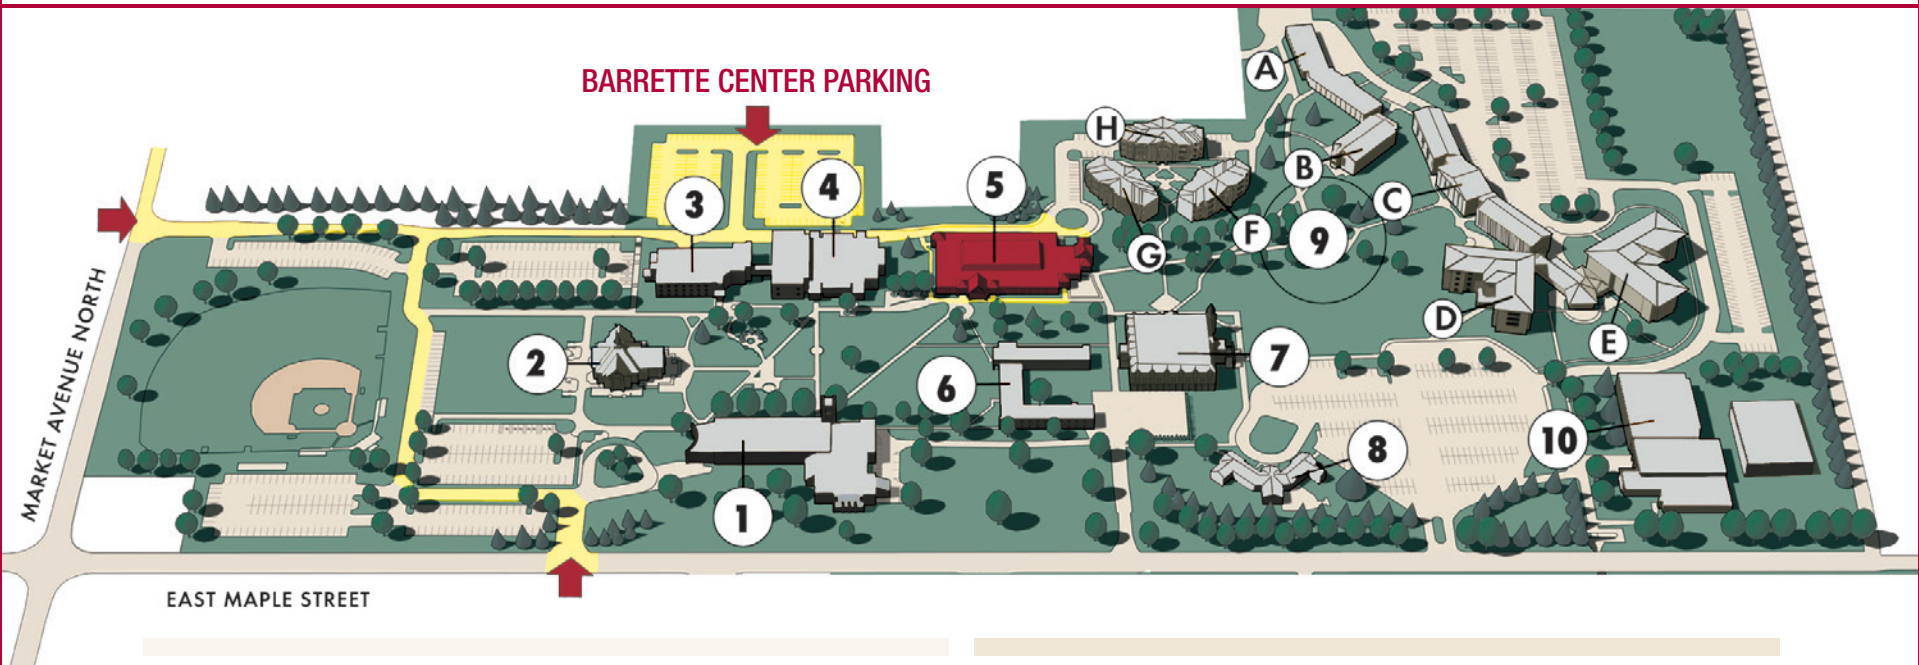 BARRETTE CENTER PARKING
A
H
B
3
4
5
C
G
F
9
D
E
2
6
7
10
8
1
MARKET AVENUE NORTH
EAST MAPLE STREET